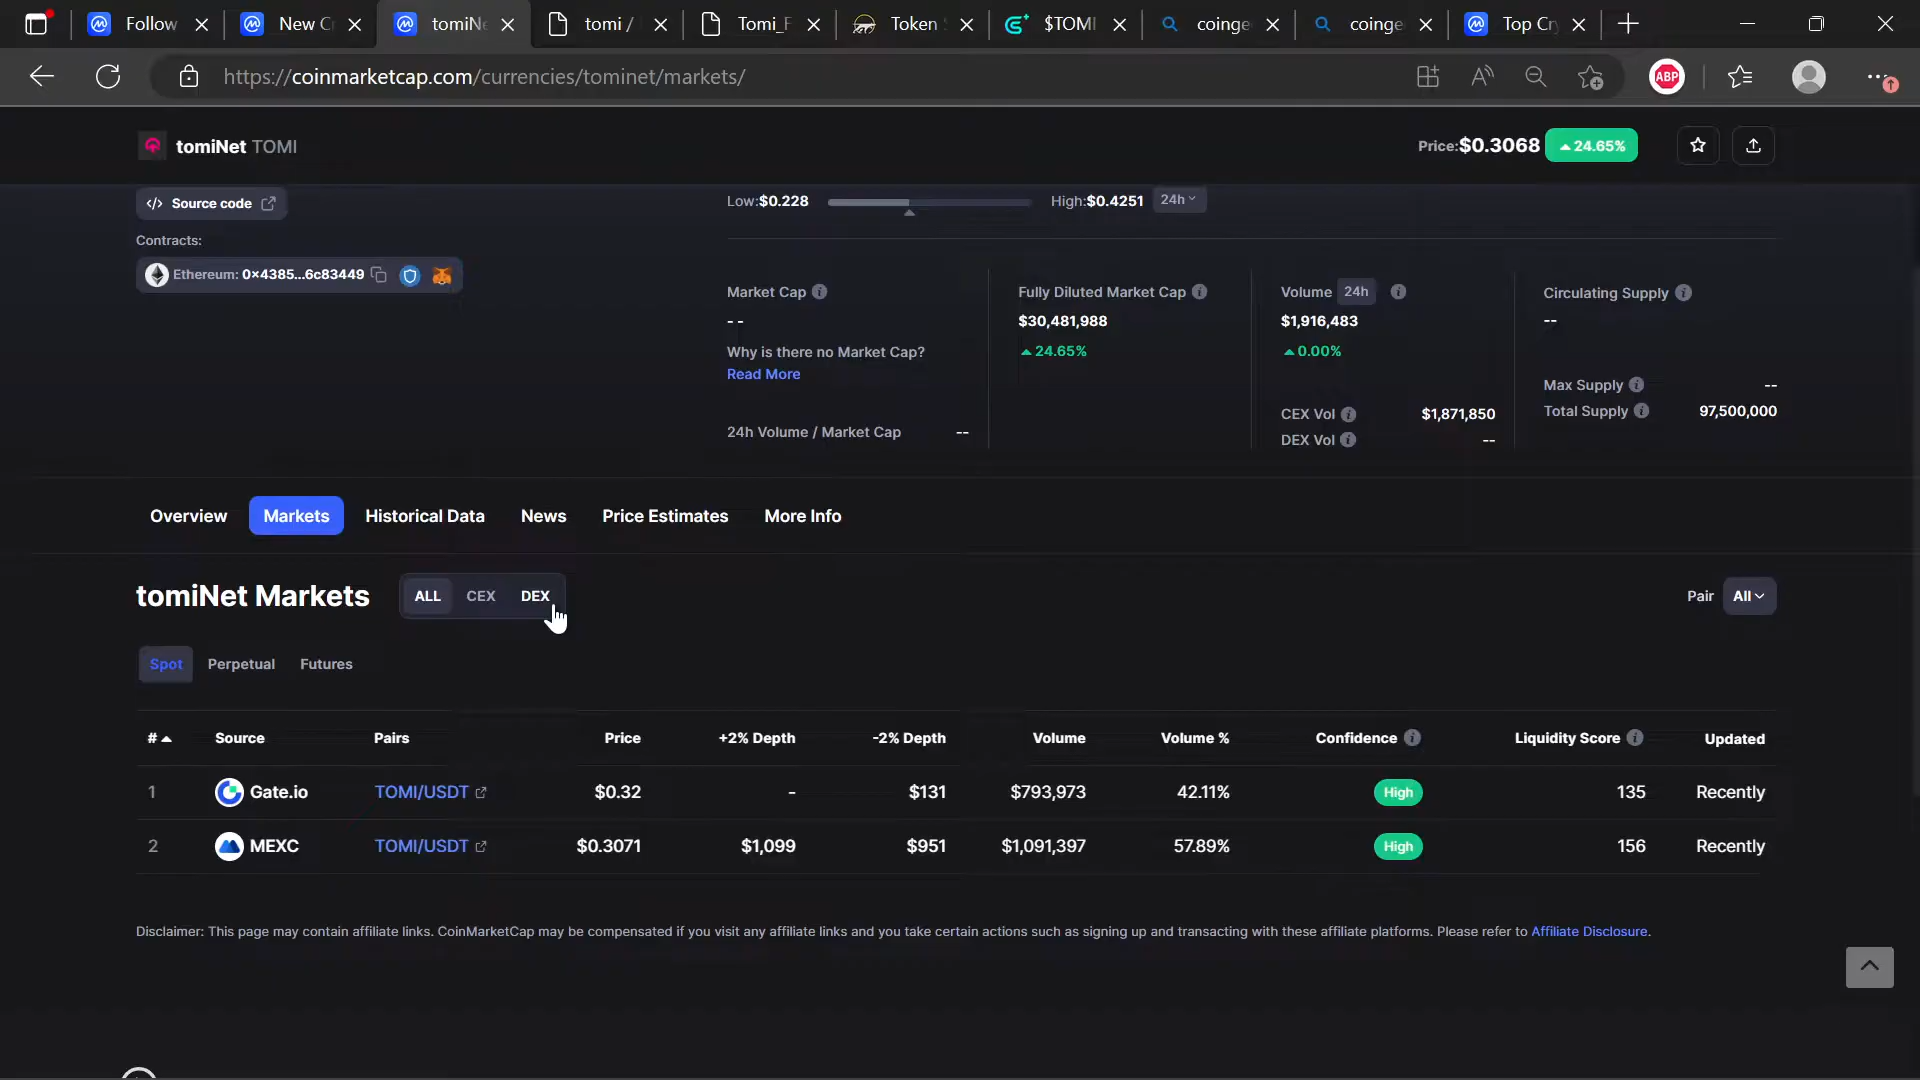 Follow
New C
tomiNe
tomi /
Tomi_F
Token
$TOMI
coinge
coinge
Top Cry
https://coinmarketcap.com/currencies/tominet/markets/
ABP
tomiNet TOMI
Price:$0.3068 24.65%
Source code
Low:$0.228
High:$0.4251
24h
Contracts:
Ethereum: 0x4385...6c83449
Market Cap
Fully Diluted Market Cap
Volume 24h
Circulating Supply
--
$30,481,988
$1,916,483
--
24.65%
0.00%
Why is there no Market Cap?
Read More
Max Supply --
Total Supply 97,500,000
CEX Vol $1,871,850
DEX Vol --
24h Volume / Market Cap --
Overview
Markets
Historical Data
News
Price Estimates
More Info
tomiNet Markets
ALL
CEX
DEX
Pair
All
Spot
Perpetual
Futures
# Source Pairs Price +2% Depth -2% Depth Volume Volume % Confidence Liquidity Score Updated
1 Gate.io TOMI/USDT $0.32 - $131 $793,973 42.11% High 135 Recently
2 MEXC TOMI/USDT $0.3071 $1,099 $951 $1,091,397 57.89% High 156 Recently
Disclaimer: This page may contain affiliate links. CoinMarketCap may be compensated if you visit any affiliate links and you take certain actions such as signing up and transacting with these affiliate platforms. Please refer to Affiliate Disclosure.